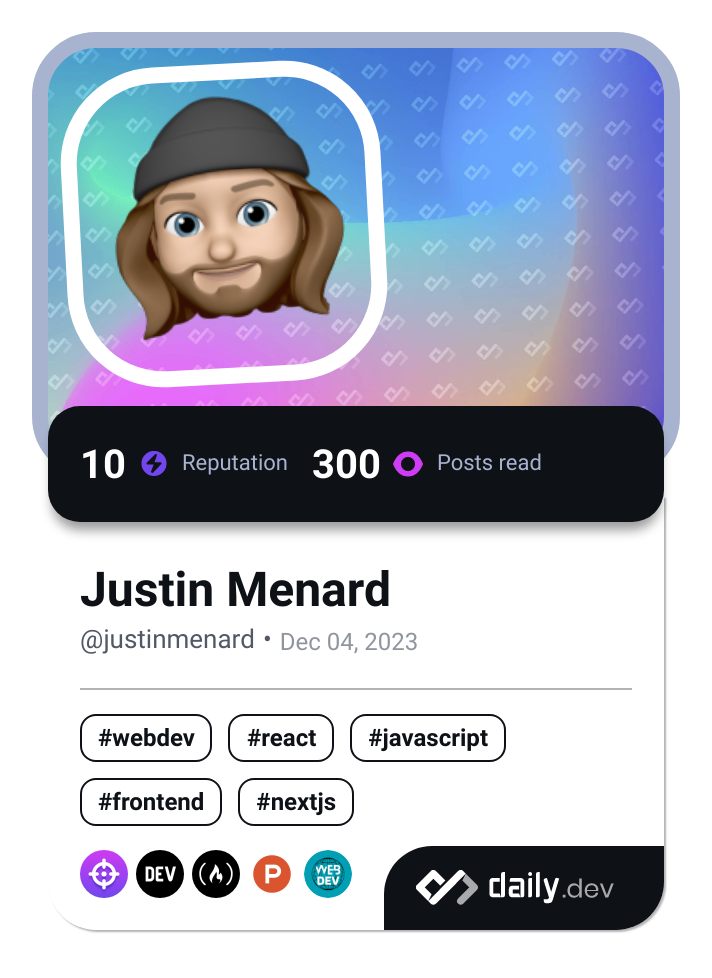 10 Reputation 300 Posts read
Justin Menard
@justinmenard • Dec 04, 2023
#webdev #react #javascript
#frontend #nextjs
DEV P WEB DEV
daily.dev